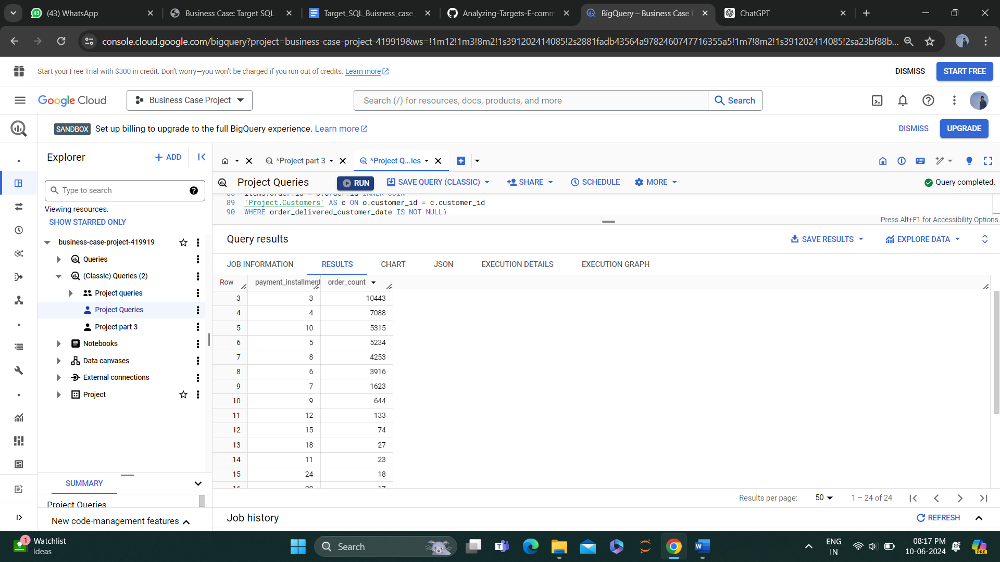 (43) WhatsApp
Business Case: Target SQL
Target_SQL_Buisness_case_
Analyzing-Targets-E-comm
BigQuery – Business Case P
ChatGPT
console.cloud.google.com/bigquery?project=business-case-project-419919&ws=!1m12!1m3!8m2!1s391202414085!2s2881fadb43564a9782460747716355a5!1m7!8m2!1s391202414085!2sa23bf88b...
Start your Free Trial with $300 in credit. Don't worry—you won't be charged if you run out of credits. Learn more
DISMISS
START FREE
Google Cloud
Business Case Project
Search (/) for resources, docs, products, and more
Search
SANDBOX Set up billing to upgrade to the full BigQuery experience. Learn more
DISMISS
UPGRADE
Explorer
+ ADD
*Project part 3
*Project Q...ies
Project Queries
RUN
SAVE QUERY (CLASSIC)
SHARE
SCHEDULE
MORE
Query completed.
Type to search
Viewing resources.
SHOW STARRED ONLY
business-case-project-419919
Queries
(Classic) Queries (2)
Project queries
Project Queries
Project part 3
Notebooks
Data canvases
External connections
Project
88 items.order_id = o.order_id INNER JOIN
89 `Project.Customers` AS c ON o.customer_id = c.customer_id
90 WHERE order_delivered_customer_date IS NOT NULL)
Press Alt+F1 for Accessibility Options.
Query results
SAVE RESULTS
EXPLORE DATA
JOB INFORMATION
RESULTS
CHART
JSON
EXECUTION DETAILS
EXECUTION GRAPH
Row payment_installment order_count
3 3 10443
4 4 7088
5 10 5315
6 5 5234
7 8 4253
8 6 3916
9 7 1623
10 9 644
11 12 133
12 15 74
13 18 27
14 11 23
15 24 18
16 20 17
Results per page: 50 1 – 24 of 24
SUMMARY
Project Queries
New code-management features
Job history
REFRESH
1
Watchlist
Ideas
Search
ENG
IN
08:17 PM
10-06-2024
PRE